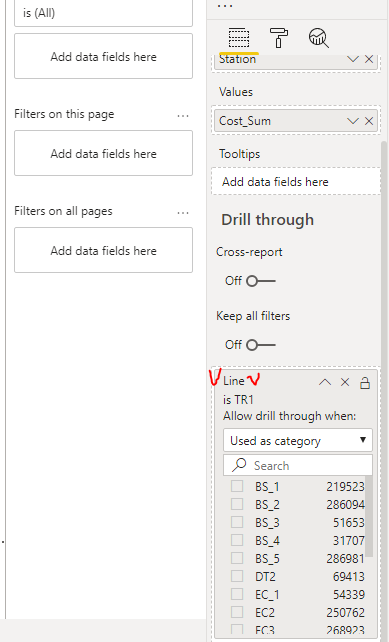 is (All)
Add data fields here
Filters on this page
...
Add data fields here
Filters on all pages
...
Add data fields here
...
Station
Values
Cost_Sum
Tooltips
Add data fields here
Drill through
Cross-report
Off
Keep all filters
Off
Line
is TR1
Allow drill through when:
Used as category
Search
BS_1 219523
BS_2 286094
BS_3 51653
BS_4 31707
BS_5 286981
DT2 69413
EC_1 54339
EC2 250762
EC3 268923